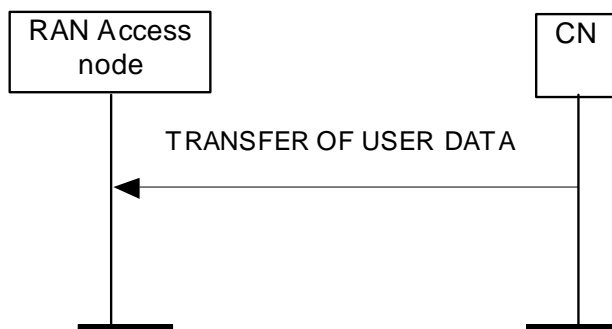 RAN Access
node
CN
TRANSFER OF USER DATA